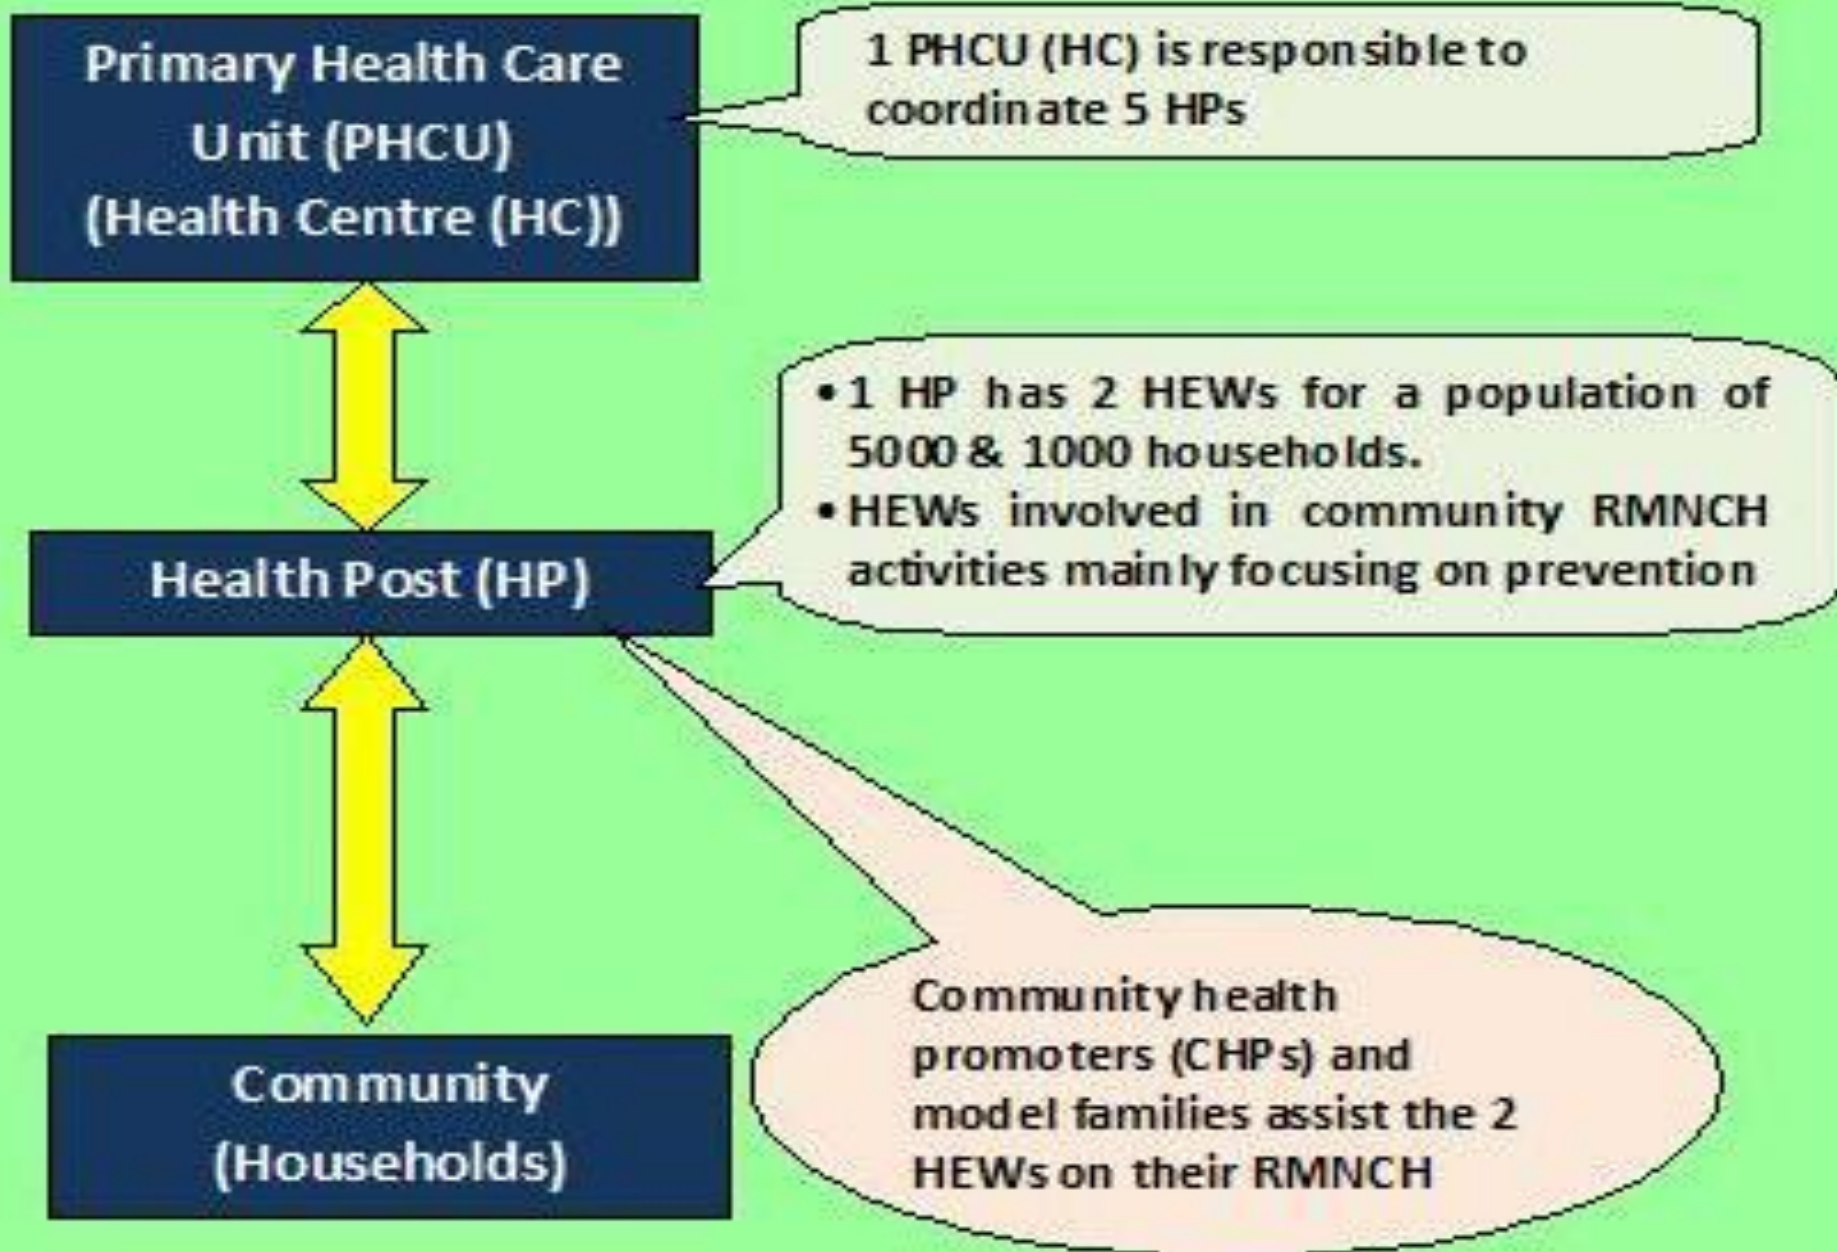 Primary Health Care
Unit (PHCU)
(Health Centre (HC))
1 PHCU (HC) is responsible to
coordinate 5 HPs
• 1 HP has 2 HEWs for a population of
5000 & 1000 households.
• HEWs involved in community RMNCH
activities mainly focusing on prevention
Health Post (HP)
Community health
promoters (CHPs) and
model families assist the 2
HEWs on their RMNCH
Community
(Households)